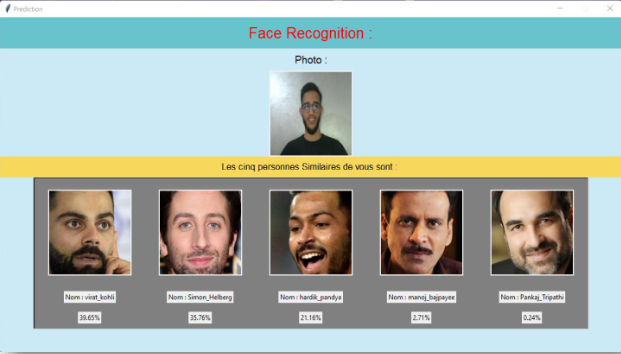 Prediction
Face Recognition :
Photo :
Les cinq personnes Similaires de vous sont :
Nom : virat_kohli
Nom : Simon_Helberg
Nom : hardik_pandya
Nom : manoj_bajpayee
Nom : Pankaj_Tripathi
39.65%
35.76%
21.16%
2.71%
0.24%